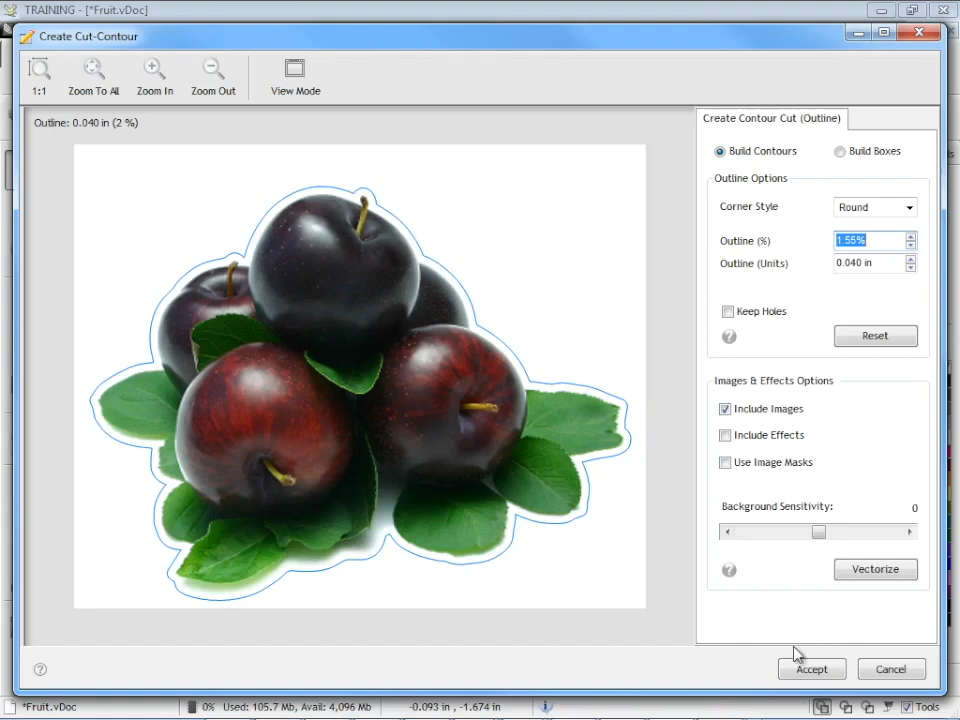 TRAINING - [*Fruit.vDoc]
Create Cut-Contour
1:1 Zoom To All Zoom In Zoom Out View Mode
Outline: 0.040 in (2 %)
Create Contour Cut (Outline)
Build Contours Build Boxes
Outline Options
Corner Style Round
Outline (%) 1.55%
Outline (Units) 0.040 in
Keep Holes
Reset
Images & Effects Options
Include Images
Include Effects
Use Image Masks
Background Sensitivity: 0
Vectorize
Accept Cancel
*Fruit.vDoc 0% Used: 105.7 Mb, Avail: 4,096 Mb -0.093 in , -1.674 in Tools